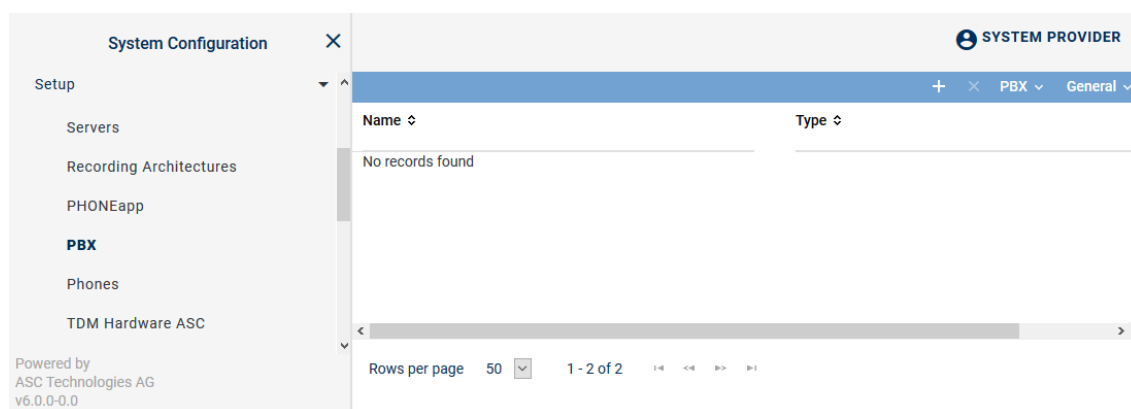 System Configuration
SYSTEM PROVIDER
Setup
PBX General
Servers
Name Type
Recording Architectures
No records found
PHONEapp
PBX
Phones
TDM Hardware ASC
Powered by
ASC Technologies AG
v6.0.0-0.0
Rows per page 50 1 - 2 of 2